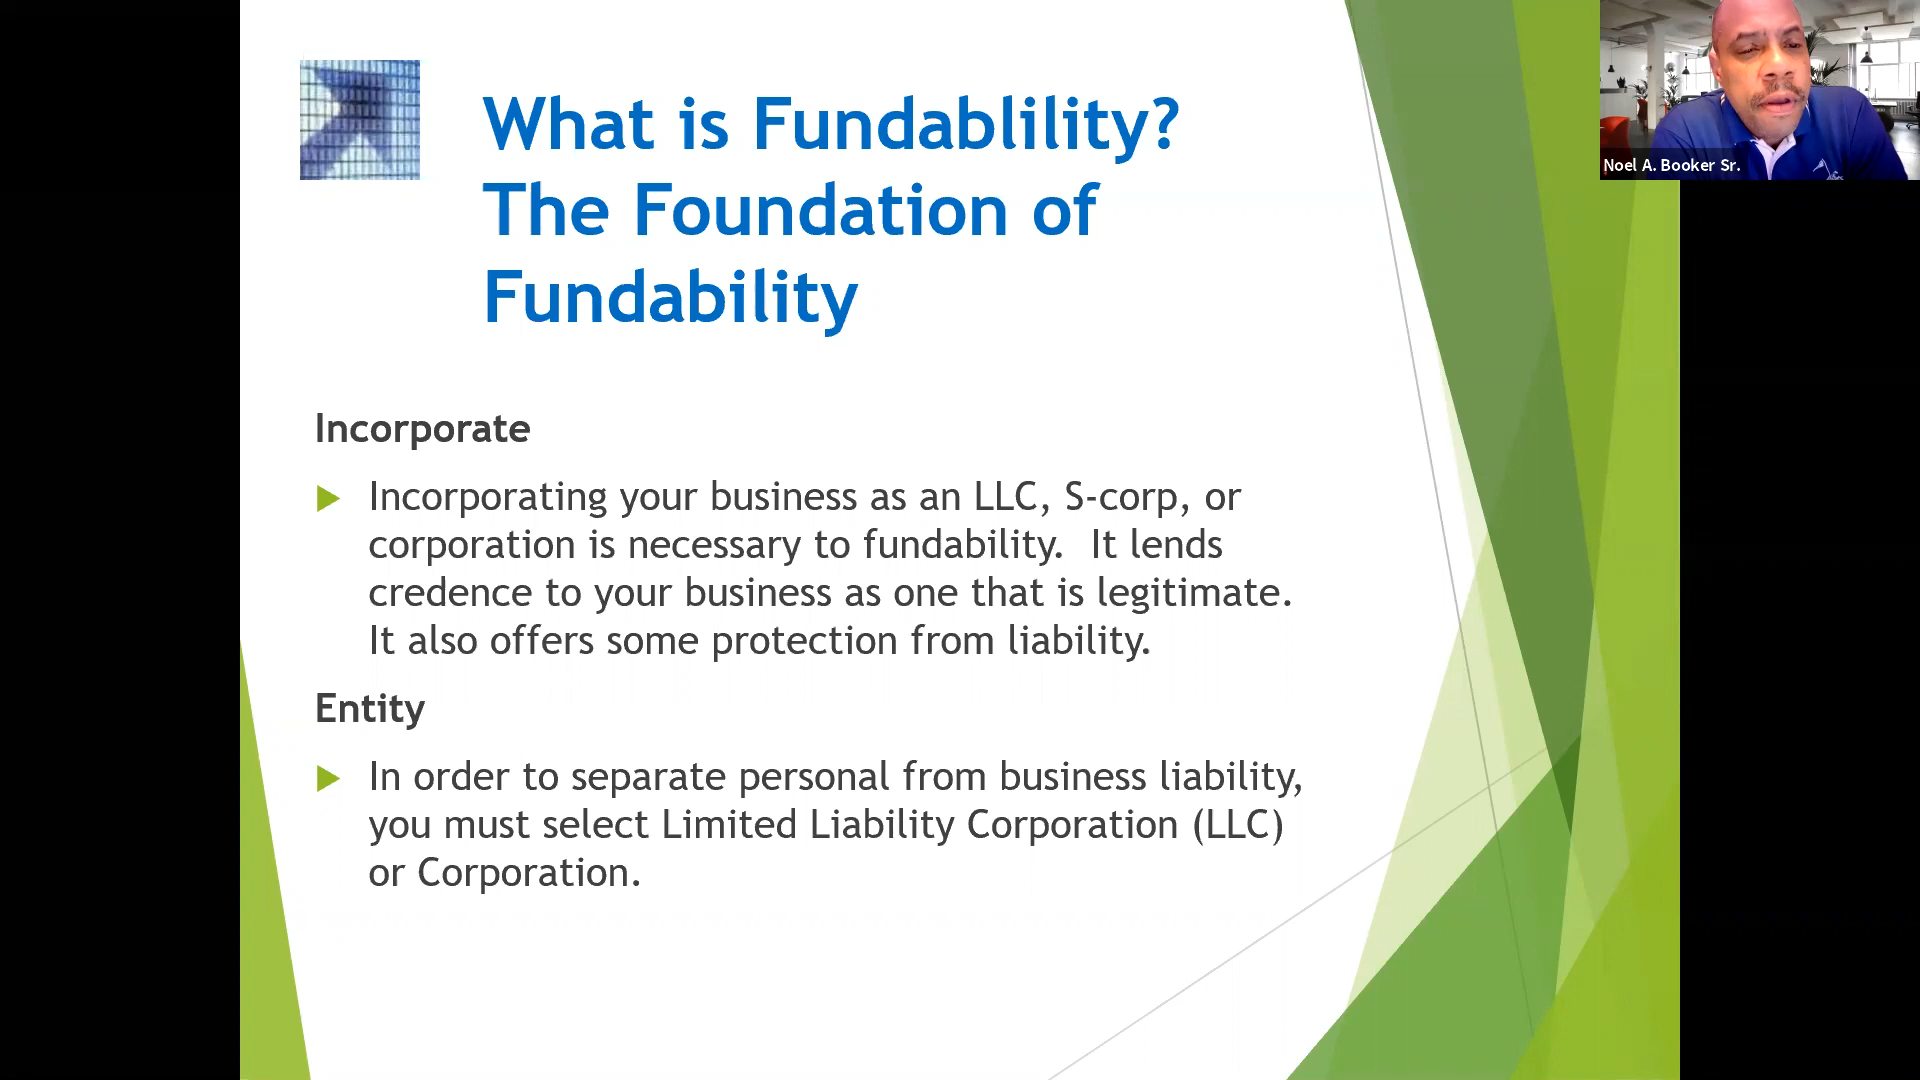 What is Fundablility?
The Foundation of
Fundability
Noel A. Booker Sr.
Incorporate
Incorporating your business as an LLC, S-corp, or
corporation is necessary to fundability.  It lends
credence to your business as one that is legitimate.
It also offers some protection from liability.
Entity
In order to separate personal from business liability,
you must select Limited Liability Corporation (LLC)
or Corporation.